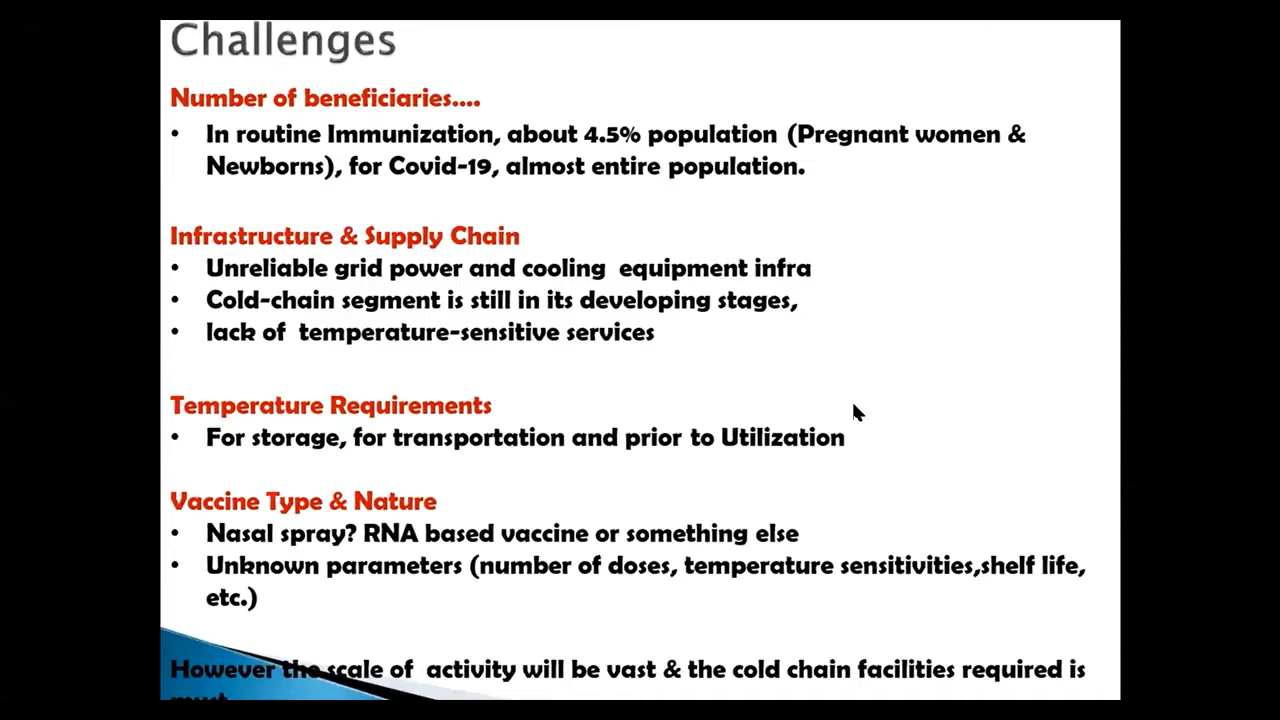 Challenges
Number of beneficiaries....
• In routine Immunization, about 4.5% population (Pregnant women &
Newborns), for Covid-19, almost entire population.
Infrastructure & Supply Chain
• Unreliable grid power and cooling equipment infra
• Cold-chain segment is still in its developing stages,
• lack of temperature-sensitive services
Temperature Requirements
• For storage, for transportation and prior to Utilization
Vaccine Type & Nature
• Nasal spray? RNA based vaccine or something else
• Unknown parameters (number of doses, temperature sensitivities,shelf life,
etc.)
However the scale of activity will be vast & the cold chain facilities required is